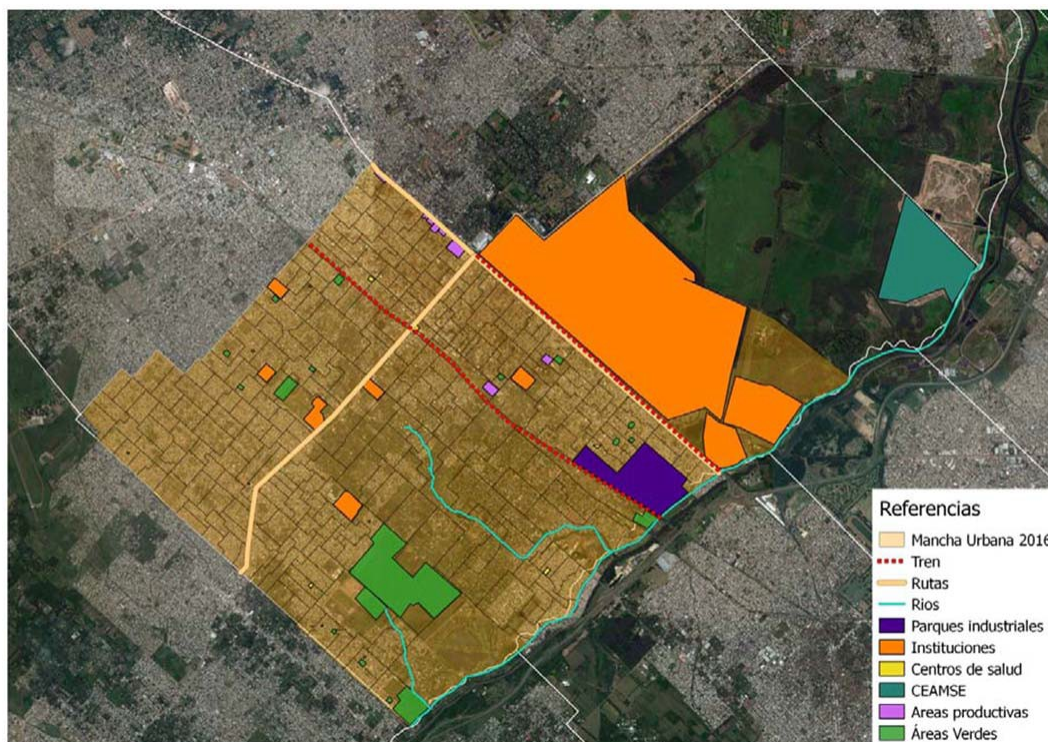 Referencias
Mancha Urbana 2016
Tren
Rutas
Rios
Parques industriales
Instituciones
Centros de salud
CEAMSE
Areas productivas
Áreas Verdes